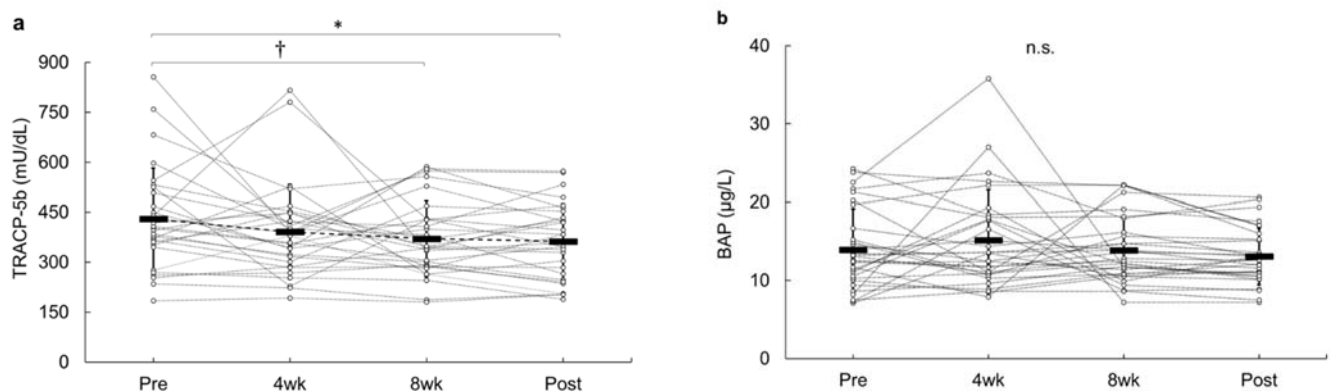 a
*
†
900
750
600
450
300
150
0
TRACP-5b (mU/dL)
Pre 4wk 8wk Post
b
n.s.
40
30
20
10
0
BAP (µg/L)
Pre 4wk 8wk Post